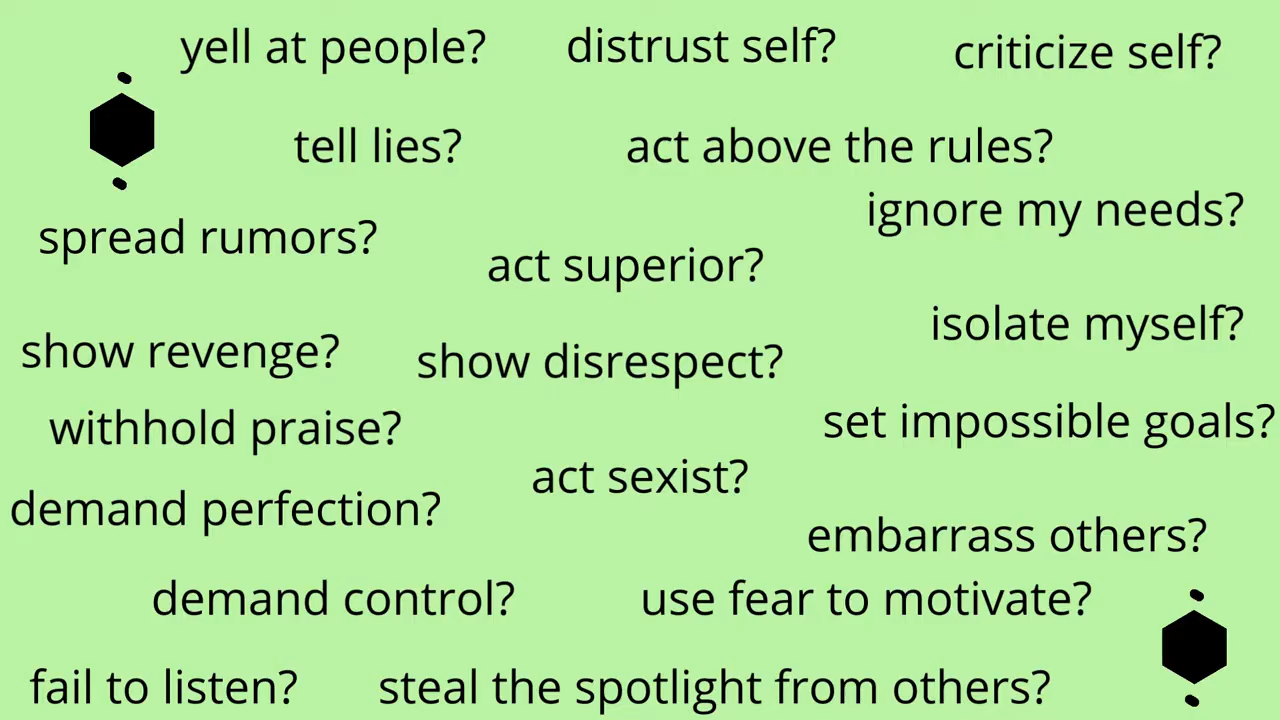 yell at people?
distrust self?
criticize self?
tell lies?
act above the rules?
ignore my needs?
spread rumors?
act superior?
isolate myself?
show revenge?
show disrespect?
withhold praise?
set impossible goals?
act sexist?
demand perfection?
embarrass others?
demand control?
use fear to motivate?
fail to listen?
steal the spotlight from others?